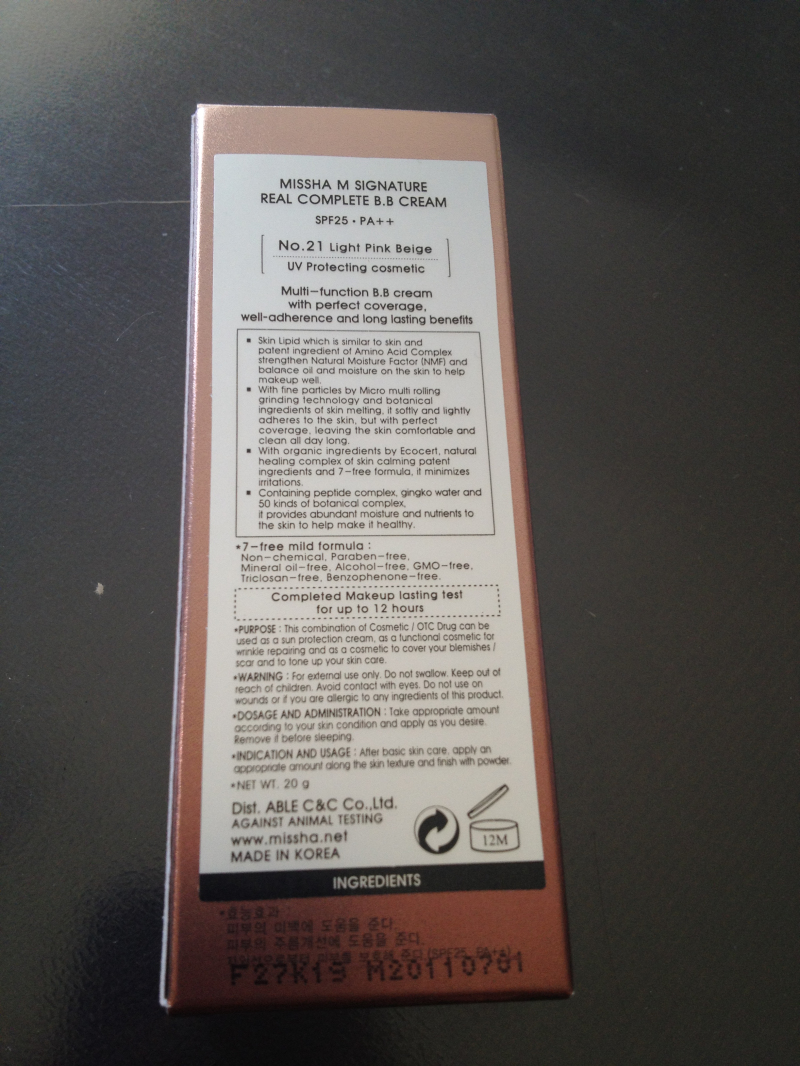 MISSHA M SIGNATURE
REAL COMPLETE B.B CREAM
SPF25 • PA++
No.21 Light Pink Beige
UV Protecting cosmetic
Multi-function B.B cream
with perfect coverage,
well-adherence and long lasting benefits
▪ Skin Lipid which is similar to skin and
patent ingredient of Amino Acid Complex
strengthen Natural Moisture Factor (NMF) and
balance oil and moisture on the skin to help
makeup well.
▪ With fine particles by Micro multi rolling
grinding technology and botanical
ingredients of skin melting, it softly and lightly
adheres to the skin, but with perfect
coverage, leaving the skin comfortable and
clean all day long.
▪ With organic ingredients by Ecocert, natural
healing complex of skin calming patent
ingredients and 7-free formula, it minimizes
irritations.
▪ Containing peptide complex, gingko water and
50 kinds of botanical complex,
it provides abundant moisture and nutrients to
the skin to help make it healthy.
*7-free mild formula :
Non-chemical, Paraben-free,
Mineral oil-free, Alcohol-free, GMO-free,
Triclosan-free, Benzophenone-free.
Completed Makeup lasting test
for up to 12 hours
*PURPOSE : This combination of Cosmetic / OTC Drug can be
used as a sun protection cream, as a functional cosmetic for
wrinkle repairing and as a cosmetic to cover your blemishes /
scar and to tone up your skin care.
*WARNING : For external use only. Do not swallow. Keep out of
reach of children. Avoid contact with eyes. Do not use on
wounds or if you are allergic to any ingredients of this product.
*DOSAGE AND ADMINISTRATION : Take appropriate amount
according to your skin condition and apply as you desire.
Remove if before sleeping.
*INDICATION AND USAGE : After basic skin care, apply an
appropriate amount along the skin texture and finish with powder.
*NET WT. 20 g
Dist. ABLE C&C Co.,Ltd.
AGAINST ANIMAL TESTING
www.missha.net
MADE IN KOREA
12M
INGREDIENTS
*효능효과 :
피부의 미백에 도움을 준다.
피부의 주름개선에 도움을 준다.
피부를 보호해 준다.(SPF25, PA++)
F27K19 M20110701